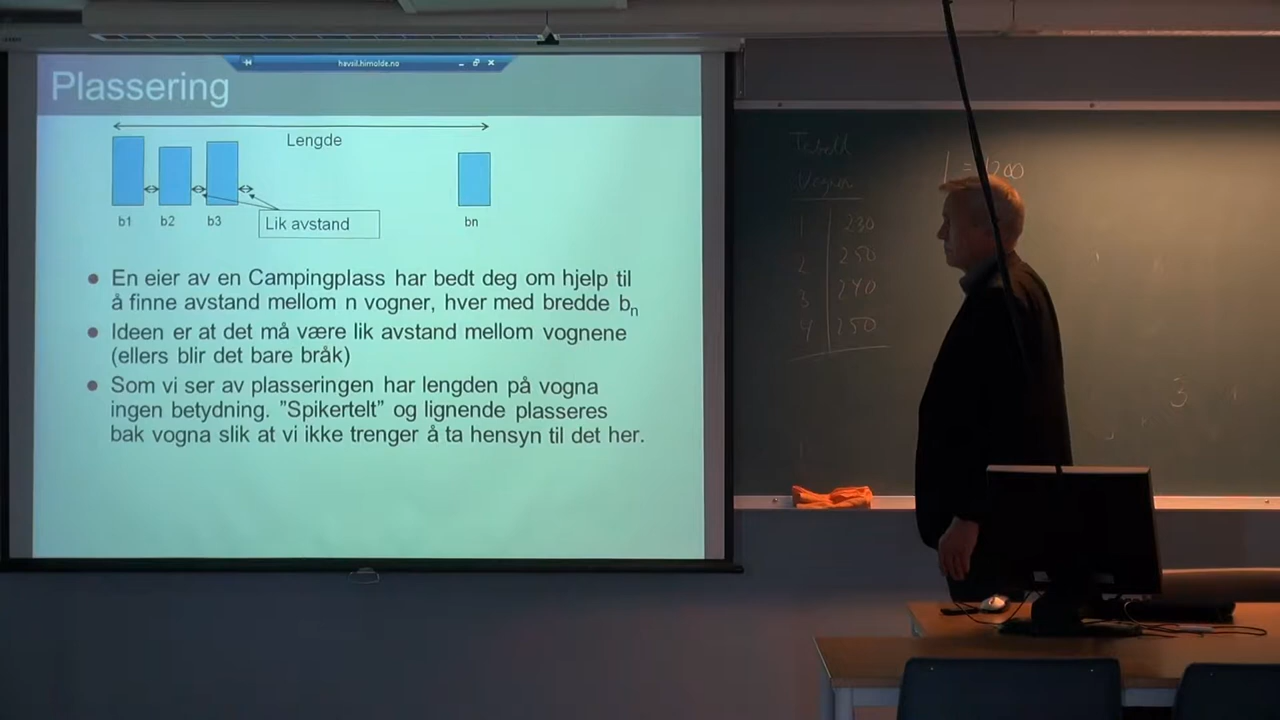 havsil.himolde.no
Plassering
Lengde
b1 b2 b3 bn
Lik avstand
En eier av en Campingplass har bedt deg om hjelp til
å finne avstand mellom n vogner, hver med bredde bn
Ideen er at det må være lik avstand mellom vognene
(ellers blir det bare bråk)
Som vi ser av plasseringen har lengden på vogna
ingen betydning. ”Spikertelt” og lignende plasseres
bak vogna slik at vi ikke trenger å ta hensyn til det her.
Tabell
Vogner
1 230
2 250
3 240
4 250
3